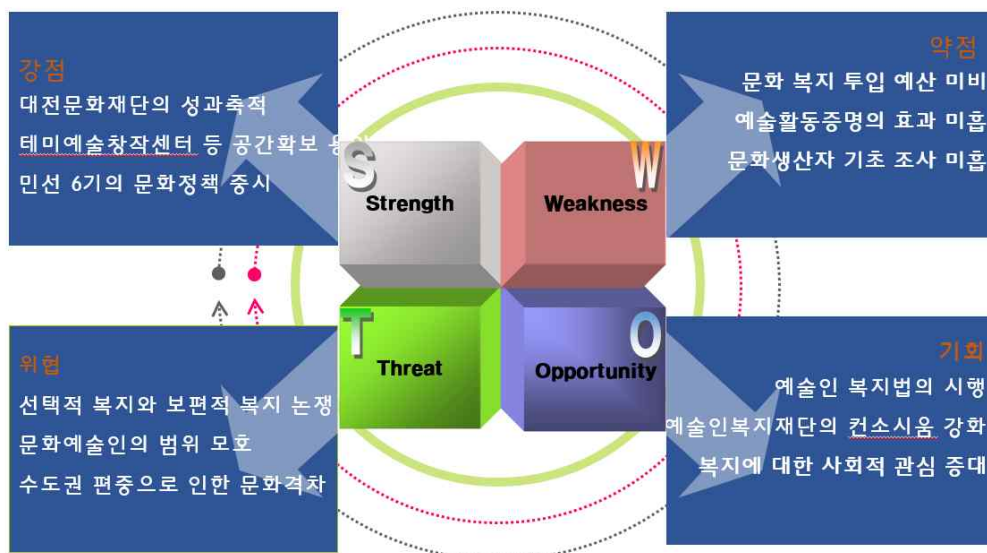 강점
대전문화재단의 성과축적
테미예술창작센터 등 공간확보
민선 6기의 문화정책 중시
약점
문화 복지 투입 예산 미비
예술활동증명의 효과 미흡
문화생산자 기초 조사 미흡
S
Strength
W
Weakness
T
Threat
O
Opportunity
위협
선택적 복지와 보편적 복지 논쟁
문화예술인의 범위 모호
수도권 편중으로 인한 문화격차
기회
예술인 복지법의 시행
예술인복지재단의 컨소시움 강화
복지에 대한 사회적 관심 증대